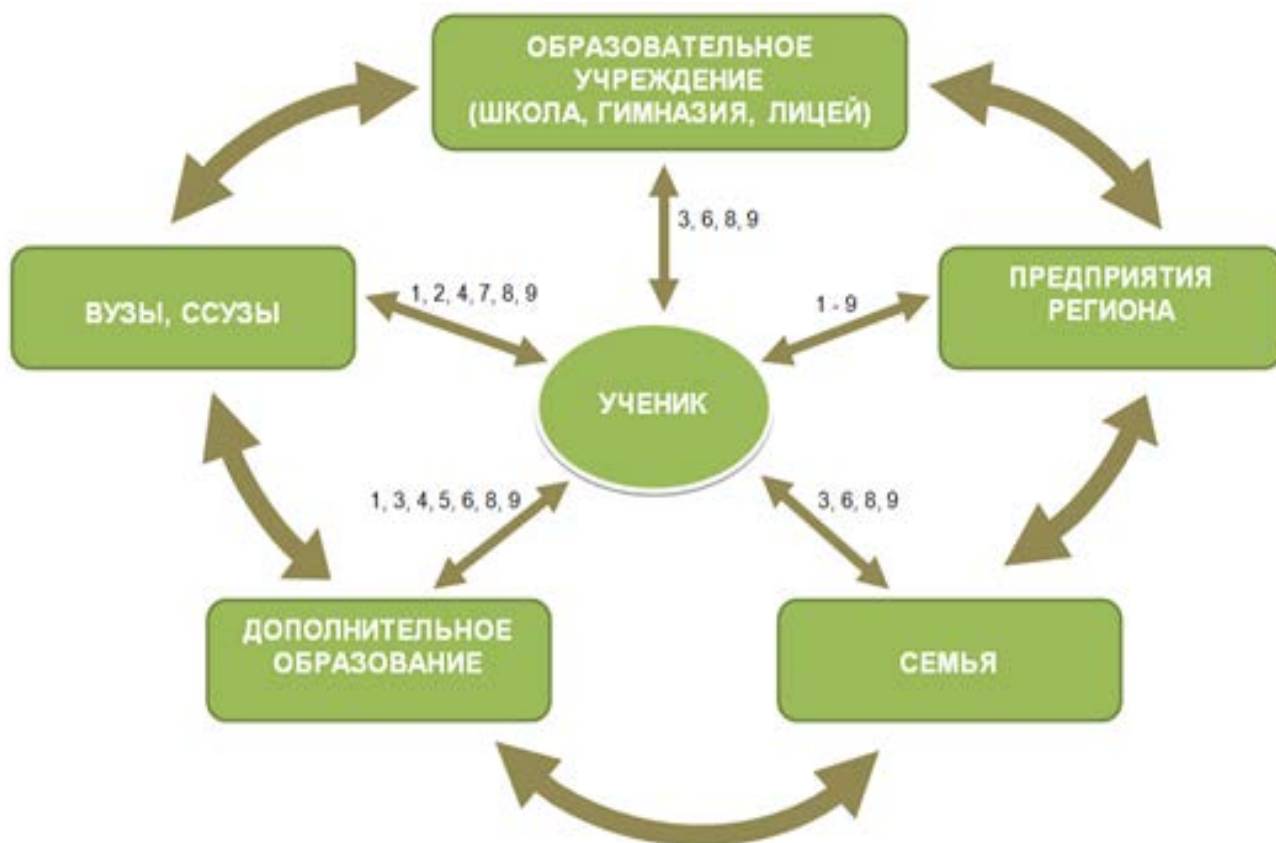 ОБРАЗОВАТЕЛЬНОЕ
УЧРЕЖДЕНИЕ
(ШКОЛА, ГИМНАЗИЯ, ЛИЦЕЙ)
3, 6, 8, 9
ВУЗЫ, ССУЗЫ
1, 2, 4, 7, 8, 9
1 - 9
ПРЕДПРИЯТИЯ
РЕГИОНА
УЧЕНИК
1, 3, 4, 5, 6, 8, 9
3, 6, 8, 9
ДОПОЛНИТЕЛЬНОЕ
ОБРАЗОВАНИЕ
СЕМЬЯ